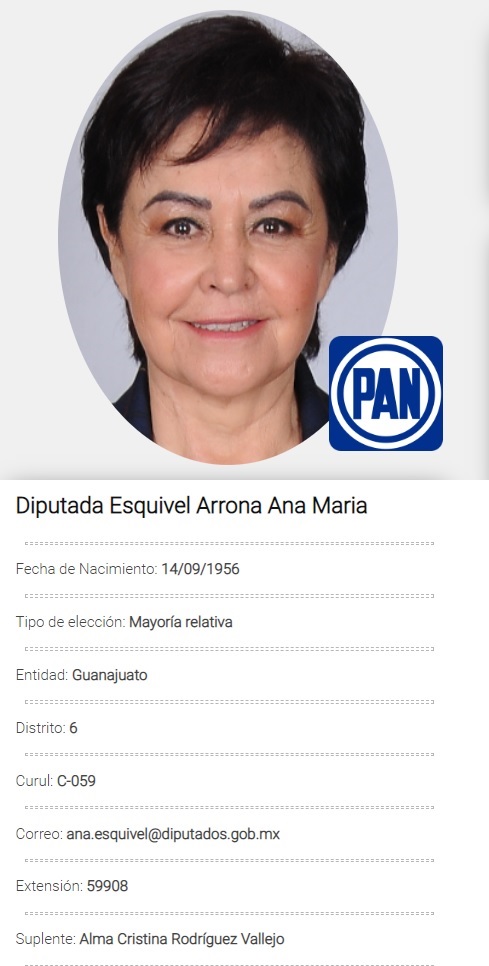 PAN
Diputada Esquivel Arrona Ana Maria
Fecha de Nacimiento: 14/09/1956
Tipo de elección: Mayoría relativa
Entidad: Guanajuato
Distrito: 6
Curul: C-059
Correo: ana.esquivel@diputados.gob.mx
Extensión: 59908
Suplente: Alma Cristina Rodríguez Vallejo